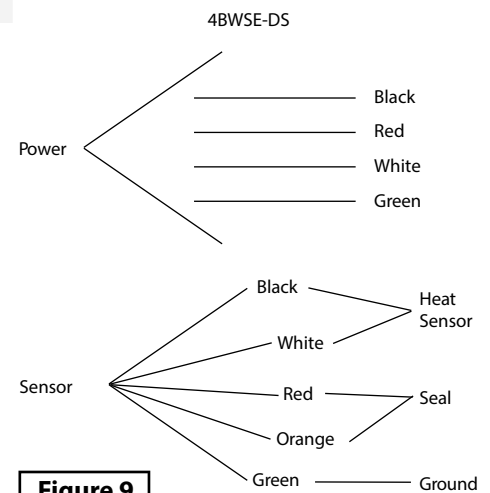 4BWSE-DS
Power
Black
Red
White
Green
Sensor
Black
White
Red
Orange
Green
Heat
Sensor
Seal
Ground
Figure 9